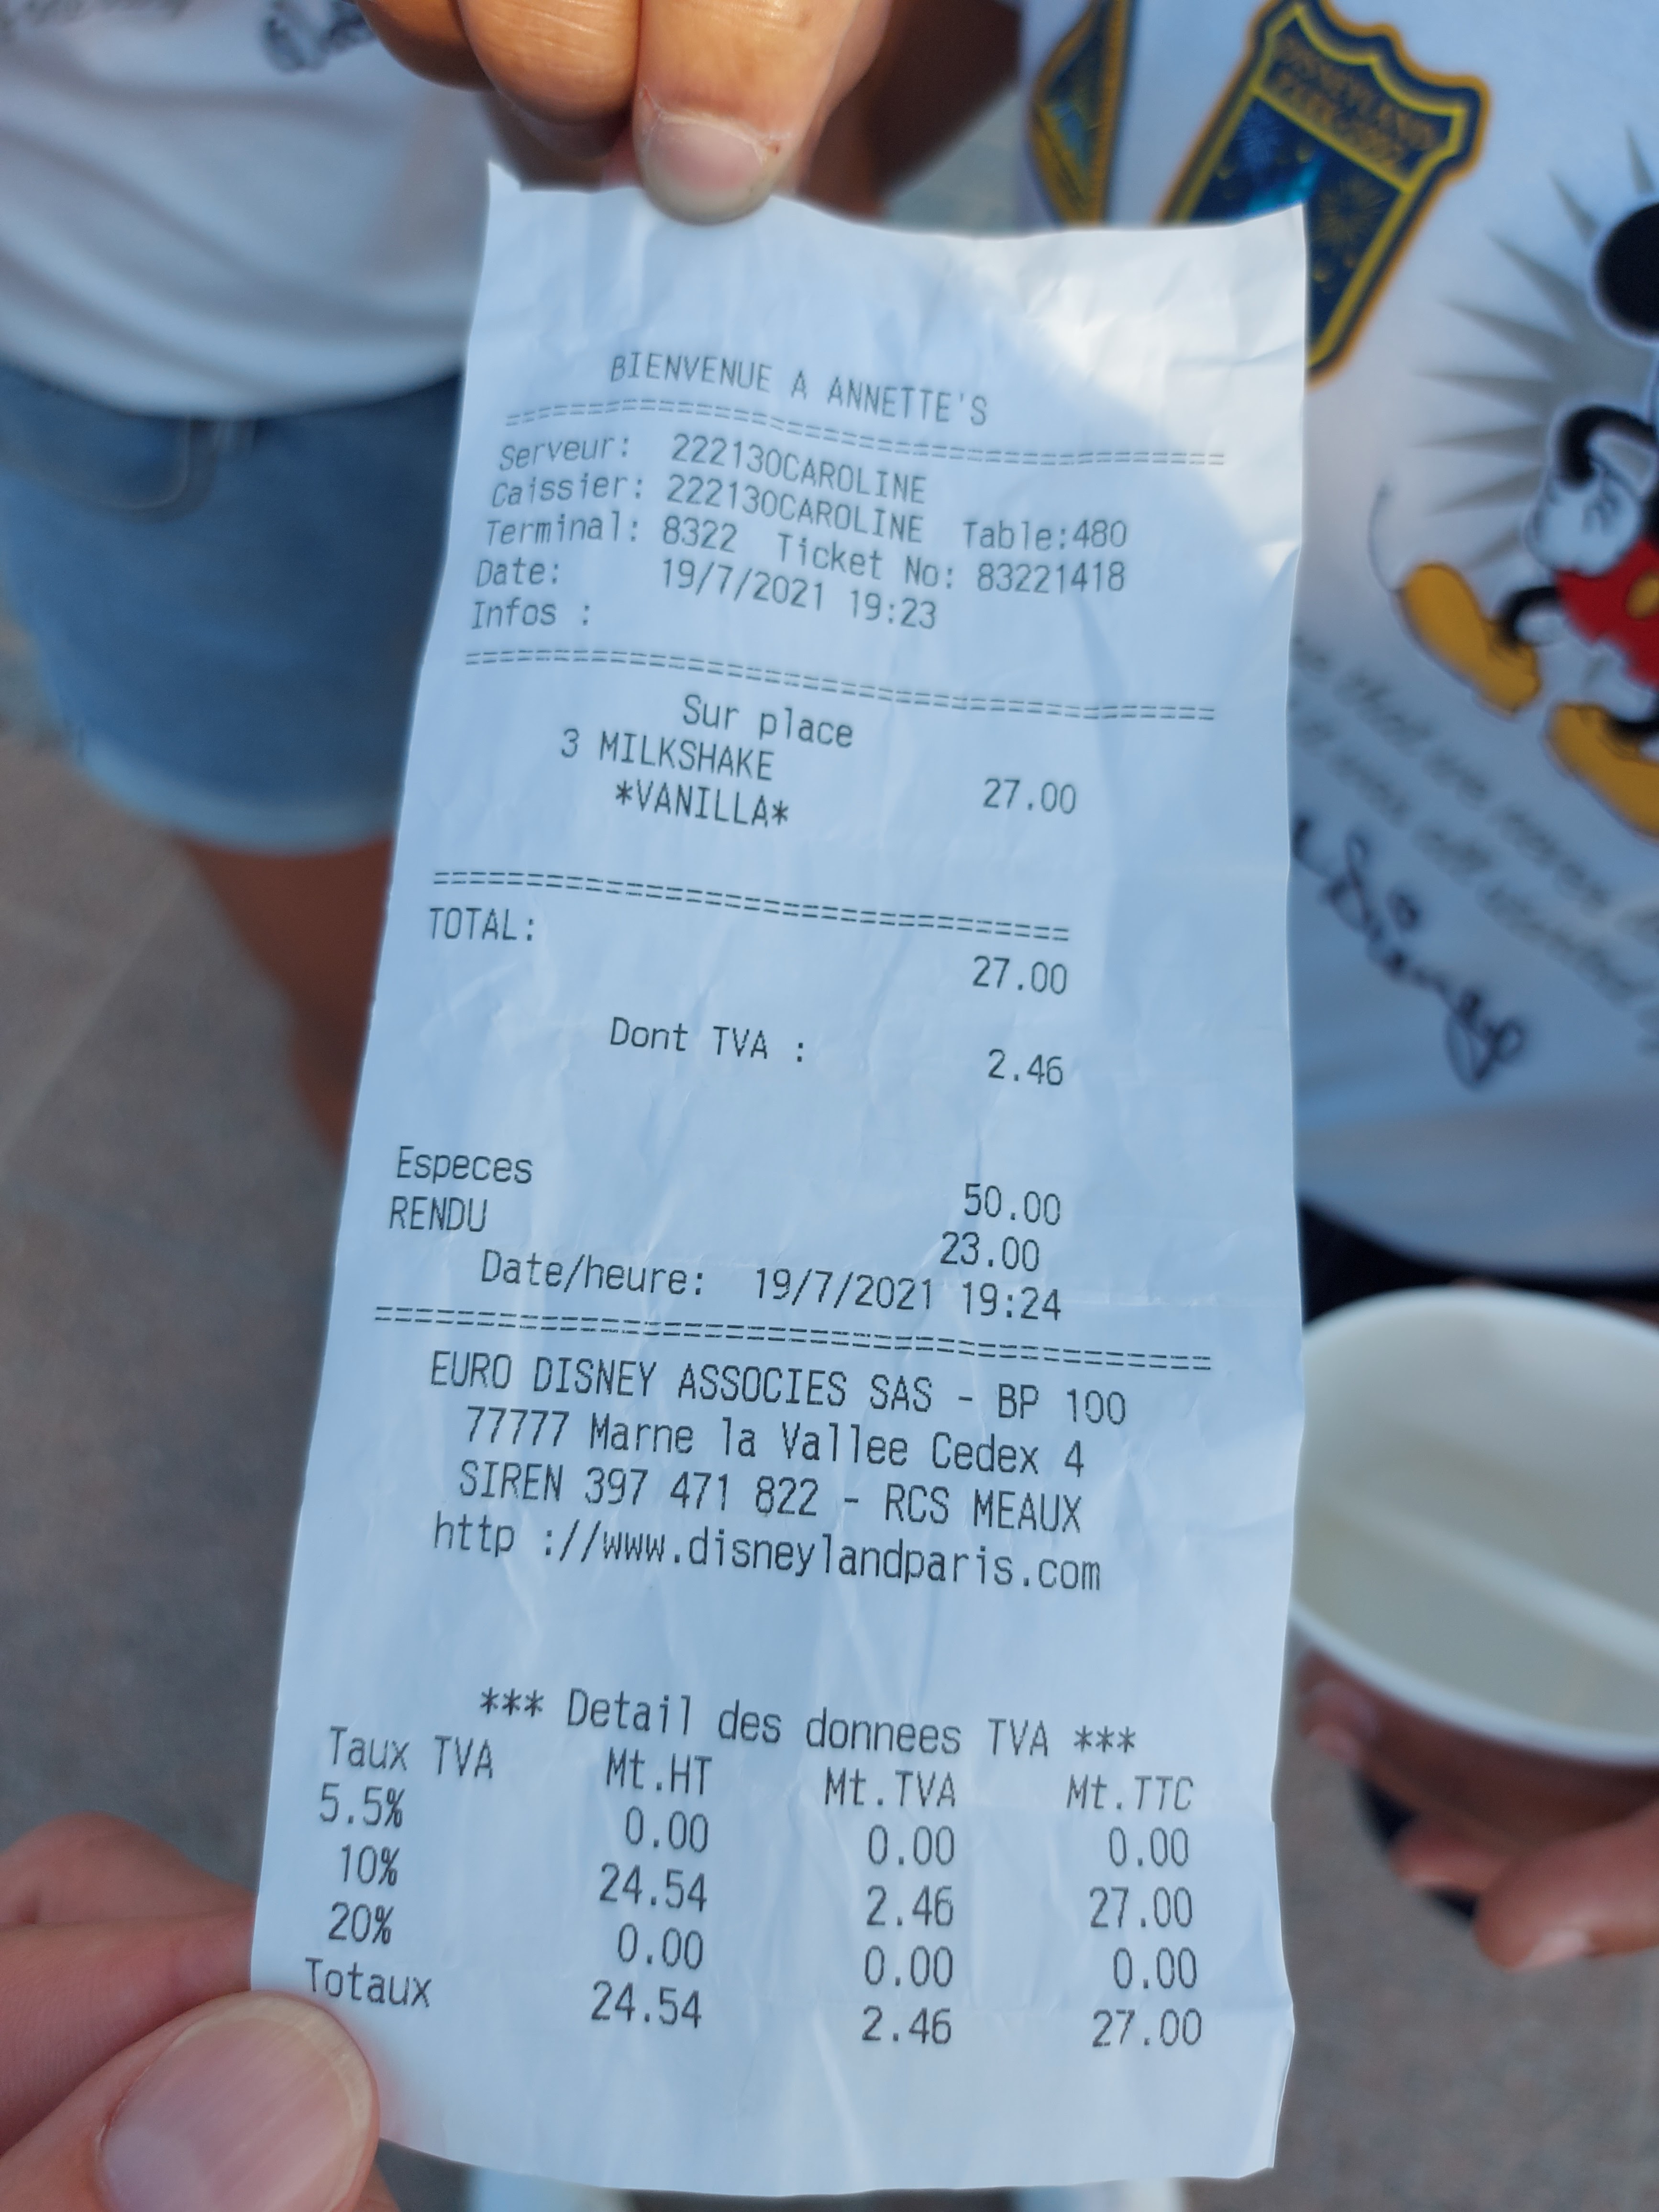 BIENVENUE A ANNETTE'S
===================================
Serveur: 222130CAROLINE
Caissier: 222130CAROLINE Table:480
Terminal: 8322 Ticket No: 83221418
Date: 19/7/2021 19:23
Infos :
===================================
Sur place
3 MILKSHAKE 27.00
*VANILLA*
===================================
TOTAL: 27.00
Dont TVA : 2.46
Especes 50.00
RENDU 23.00
Date/heure: 19/7/2021 19:24
===================================
EURO DISNEY ASSOCIES SAS - BP 100
77777 Marne la Vallee Cedex 4
SIREN 397 471 822 - RCS MEAUX
http ://www.disneylandparis.com
*** Detail des donnees TVA ***
Taux TVA Mt.HT Mt.TVA Mt.TTC
5.5% 0.00 0.00 0.00
10% 24.54 2.46 27.00
20% 0.00 0.00 0.00
Totaux 24.54 2.46 27.00
DISNEYLAND